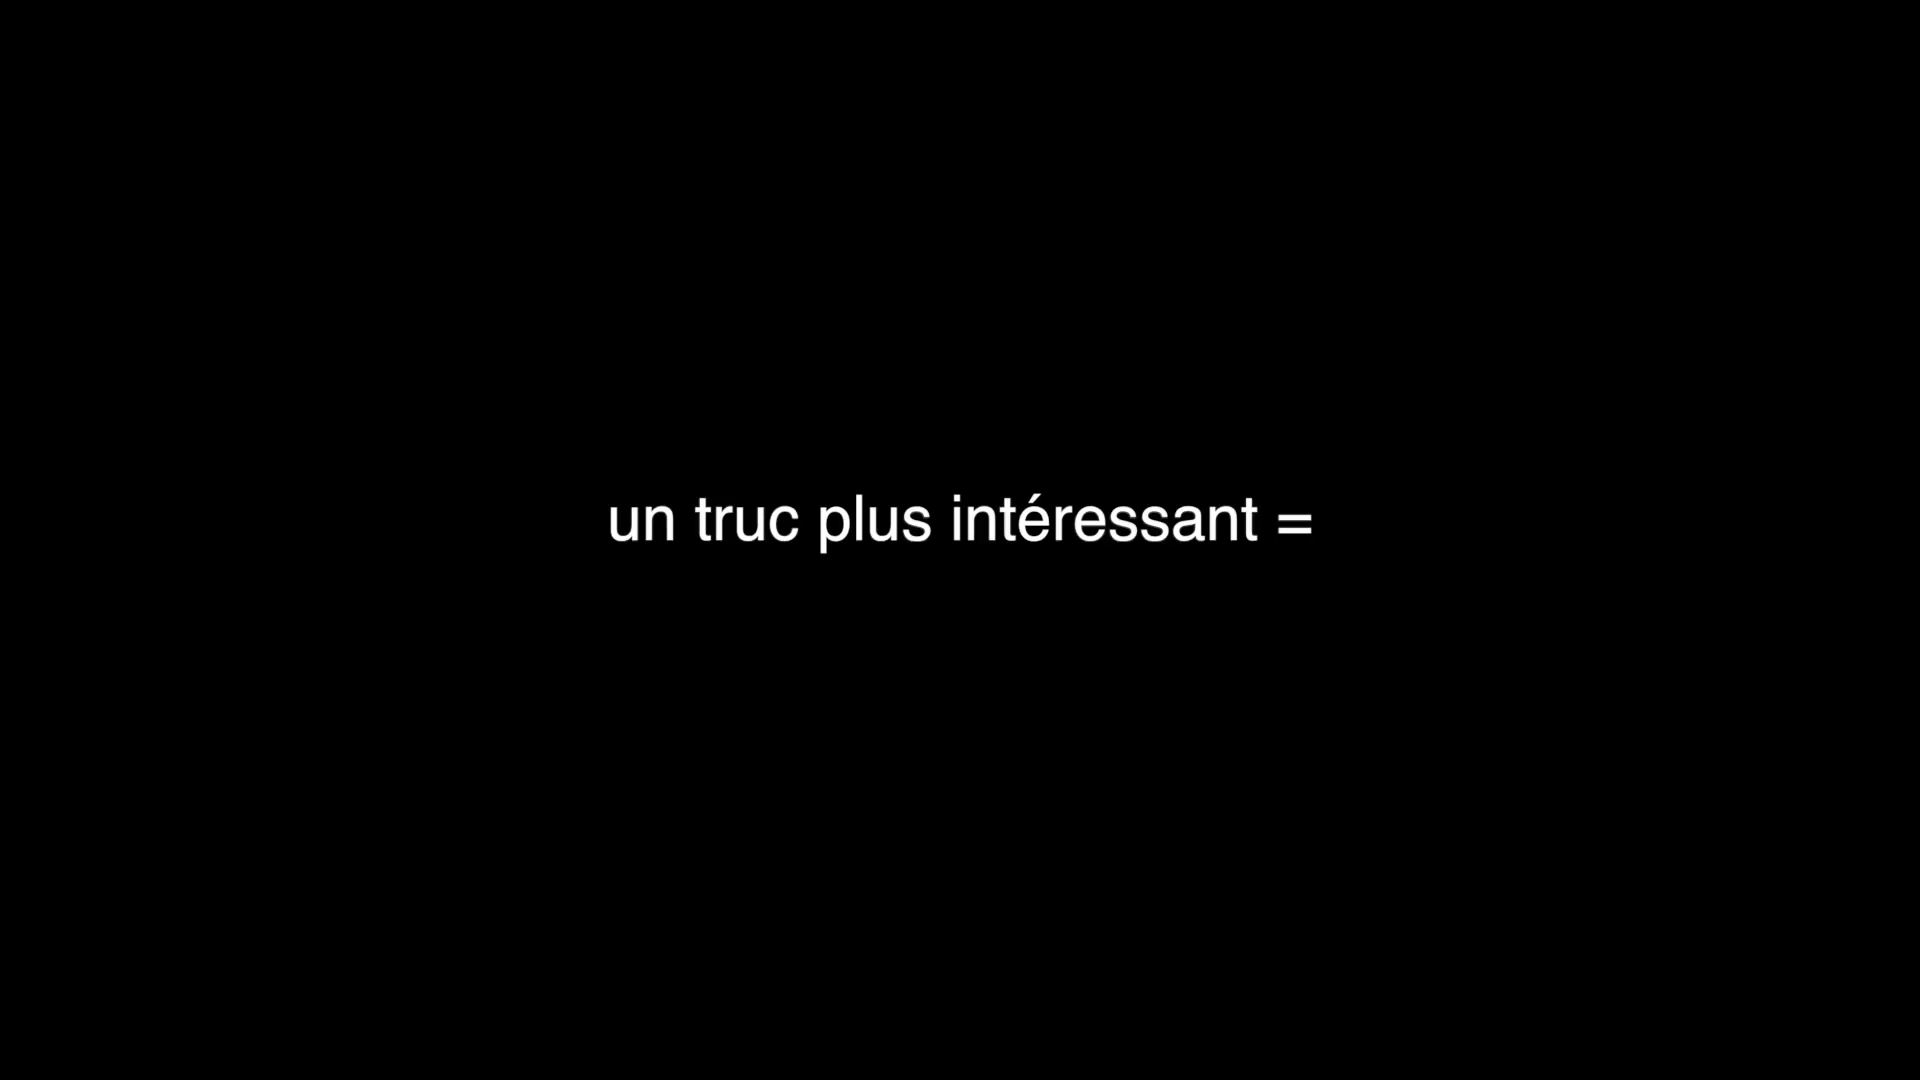 un truc plus intéressant =